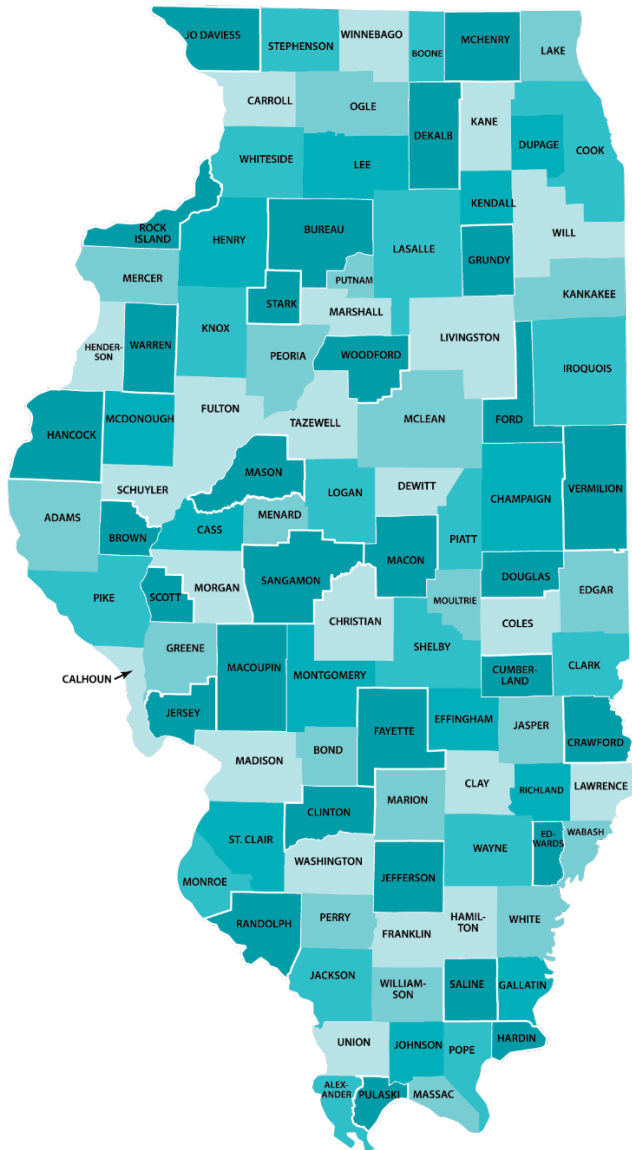 JO DAVIESS
STEPHENSON
WINNEBAGO
BOONE
MCHENRY
LAKE
CARROLL
OGLE
DEKALB
KANE
DUPAGE
COOK
WHITESIDE
LEE
KENDALL
ROCK
ISLAND
HENRY
BUREAU
LASALLE
GRUNDY
WILL
MERCER
PUTNAM
KANKAKEE
STARK
MARSHALL
KNOX
HENDER-
SON
WARREN
PEORIA
WOODFORD
LIVINGSTON
IROQUOIS
FULTON
TAZEWELL
MCLEAN
FORD
HANCOCK
MCDONOUGH
MASON
SCHUYLER
LOGAN
DEWITT
CHAMPAIGN
VERMILION
ADAMS
BROWN
CASS
MENARD
PIATT
MACON
SANGAMON
MORGAN
DOUGLAS
EDGAR
PIKE
SCOTT
CHRISTIAN
MOULTRIE
COLES
GREENE
MACOUPIN
MONTGOMERY
SHELBY
CUMBER-
LAND
CLARK
CALHOUN
JERSEY
FAYETTE
EFFINGHAM
JASPER
CRAWFORD
MADISON
BOND
CLAY
RICHLAND
LAWRENCE
CLINTON
MARION
ST. CLAIR
WAYNE
ED-
WARDS
WABASH
WASHINGTON
MONROE
JEFFERSON
RANDOLPH
PERRY
FRANKLIN
HAMIL-
TON
WHITE
JACKSON
WILLIAM-
SON
SALINE
GALLATIN
UNION
JOHNSON
POPE
HARDIN
ALEX-
ANDER
PULASKI
MASSAC